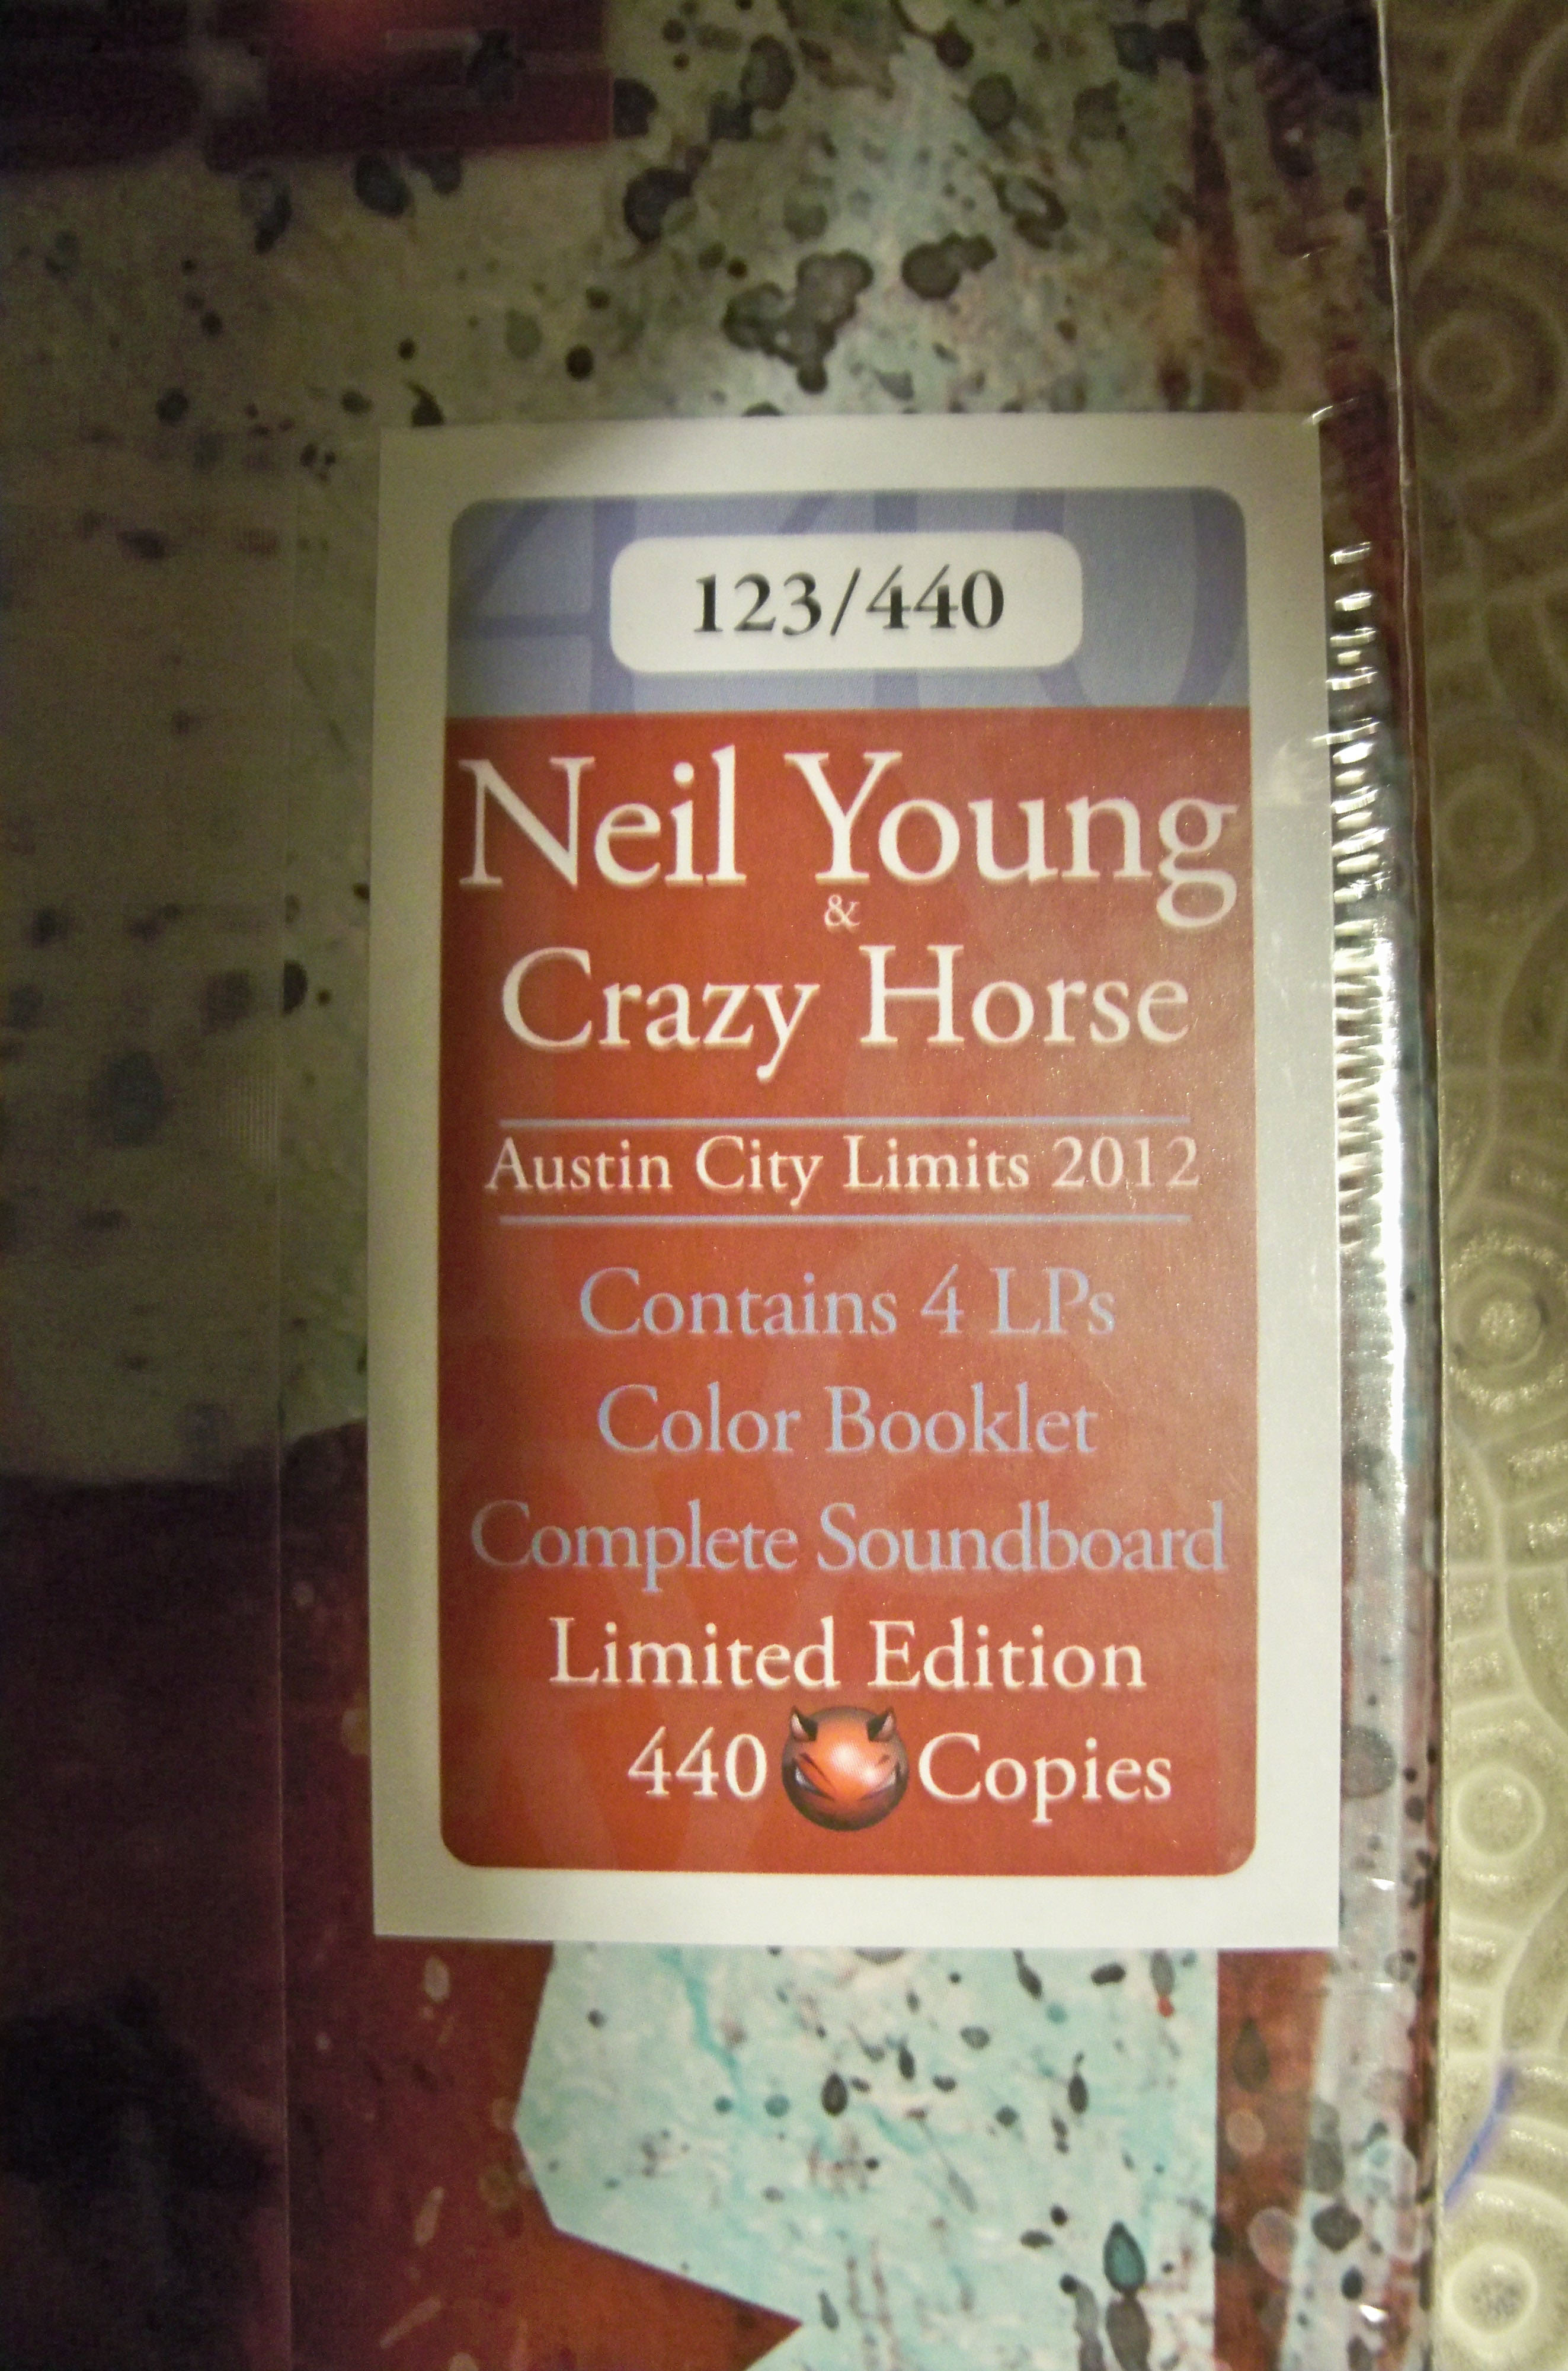 123/440
Neil Young
&
Crazy Horse
Austin City Limits 2012
Contains 4 LPs
Color Booklet
Complete Soundboard
Limited Edition
440 Copies